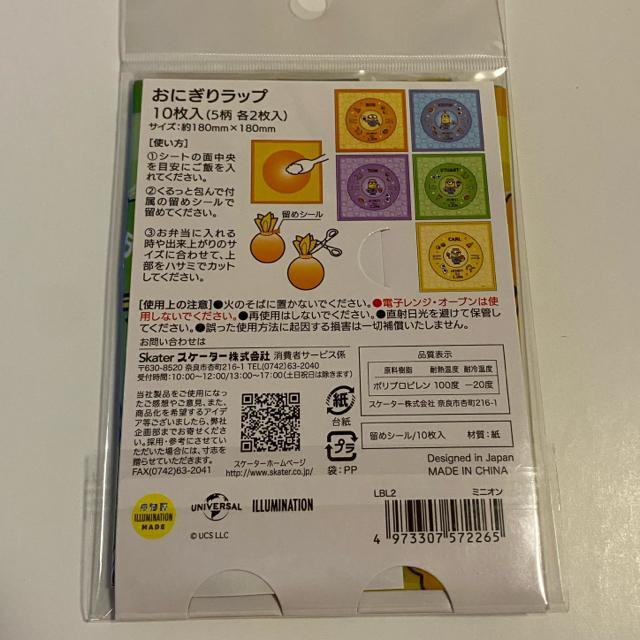 おにぎりラップ
10枚入(5柄 各2枚入)
サイズ:約180mm×180mm
[使い方]
①シートの面中央
を目安にご飯を入
れてください。
②くるっと包んで付
属の留めシールで
留めてください。
③お弁当に入れる
時や出来上がりのサイ
ズに合わせて、上
部をハサミでカット
してください。
留めシール
BOB
KEVIN
TOM
STUART
CARL
[使用上の注意]●火のそばに置かないでください。●電子レンジ・オーブンは使
用しないでください。●再使用はしないでください。●直射日光を避けて保管し
てください。●誤った使用方法に起因する損害は一切補償いたしません。
お問い合わせは
Skater スケーター株式会社 消費者サービス係
〒630-8520 奈良市杏町216-1 TEL(0742)63-2040
受付時間:10:00〜12:00/13:00〜17:00(土日祝日は除きます)
当社製品をご使用になっ
たご感想やご意見、また、
商品化を希望するアイデ
ア等ございましたら、弊社
企画部までお寄せくださ
い。採用・参考にさせてい
ただいた場合には、寸志を
贈らせていただきます。
FAX(0742)63-2041
スケーターホームページ
http://www.skater.co.jp/
紙
台紙
プラ
袋:PP
品質表示
原料樹脂 耐熱温度 耐冷温度
ポリプロピレン 100度 −20度
スケーター株式会社 奈良市杏町216-1
留めシール/10枚入 材質:紙
Designed in Japan
MADE IN CHINA
ILLUMINATION
MADE
UNIVERSAL
ILLUMINATION
© UCS LLC
LBL2 ミニオン
4 973307 572265